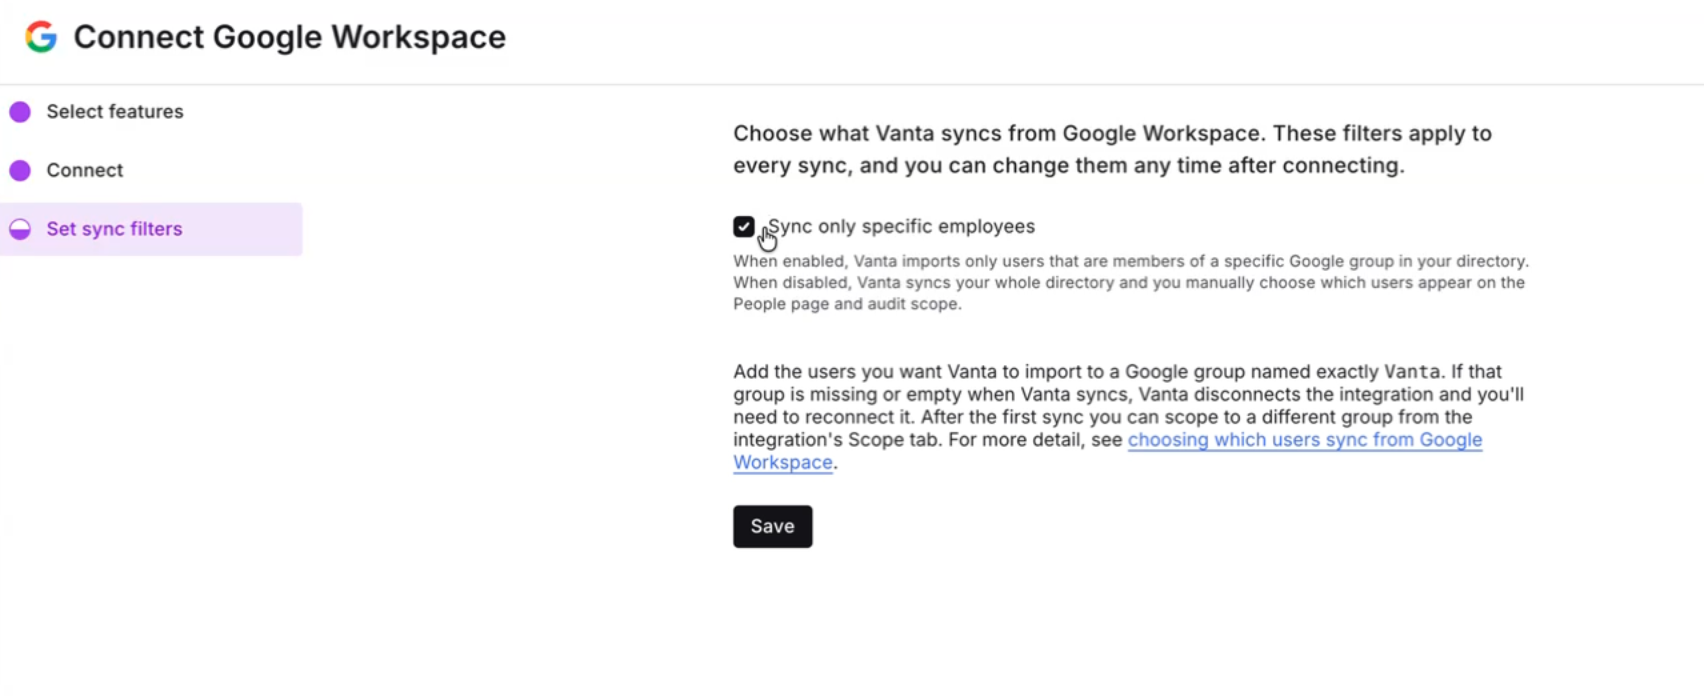 Connect Google Workspace
Select features
Connect
Set sync filters
Choose what Vanta syncs from Google Workspace. These filters apply to
every sync, and you can change them any time after connecting.
Sync only specific employees
When enabled, Vanta imports only users that are members of a specific Google group in your directory.
When disabled, Vanta syncs your whole directory and you manually choose which users appear on the
People page and audit scope.
Add the users you want Vanta to import to a Google group named exactly Vanta. If that
group is missing or empty when Vanta syncs, Vanta disconnects the integration and you'll
need to reconnect it. After the first sync you can scope to a different group from the
integration's Scope tab. For more detail, see choosing which users sync from Google
Workspace.
Save